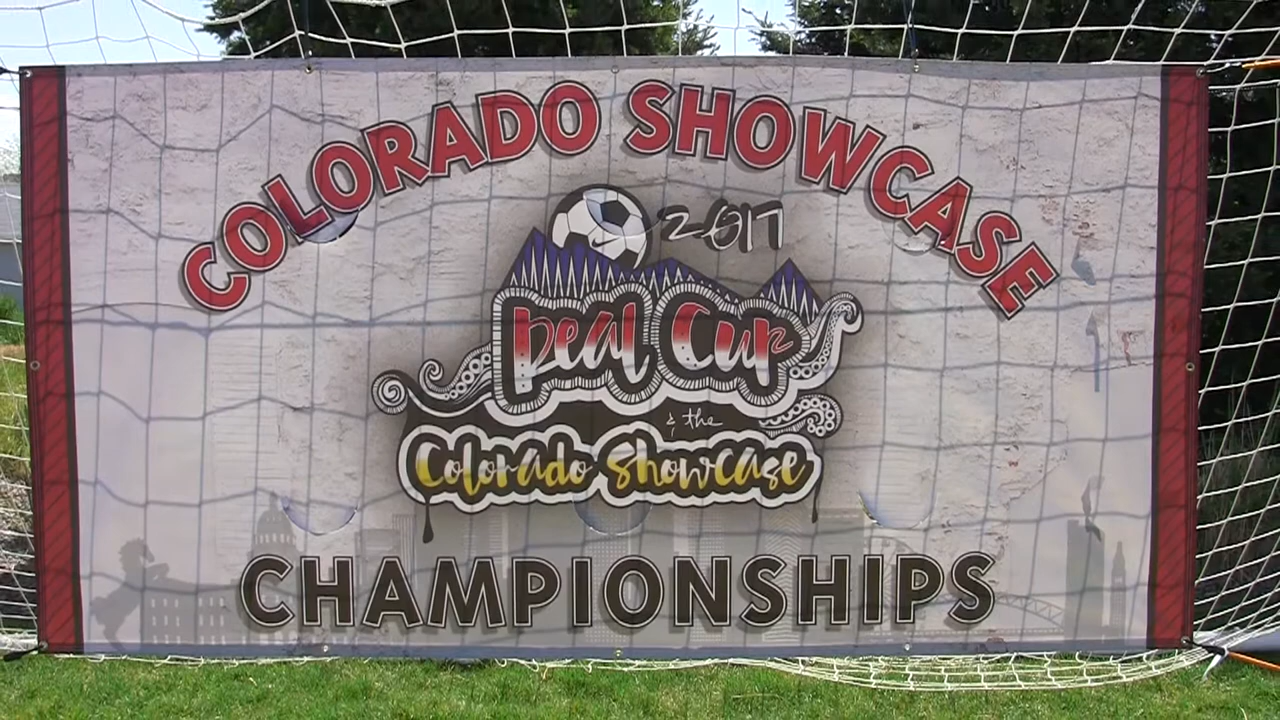 COLORADO SHOWCASE
2017
Real Cup
& the
Colorado Showcase
CHAMPIONSHIPS